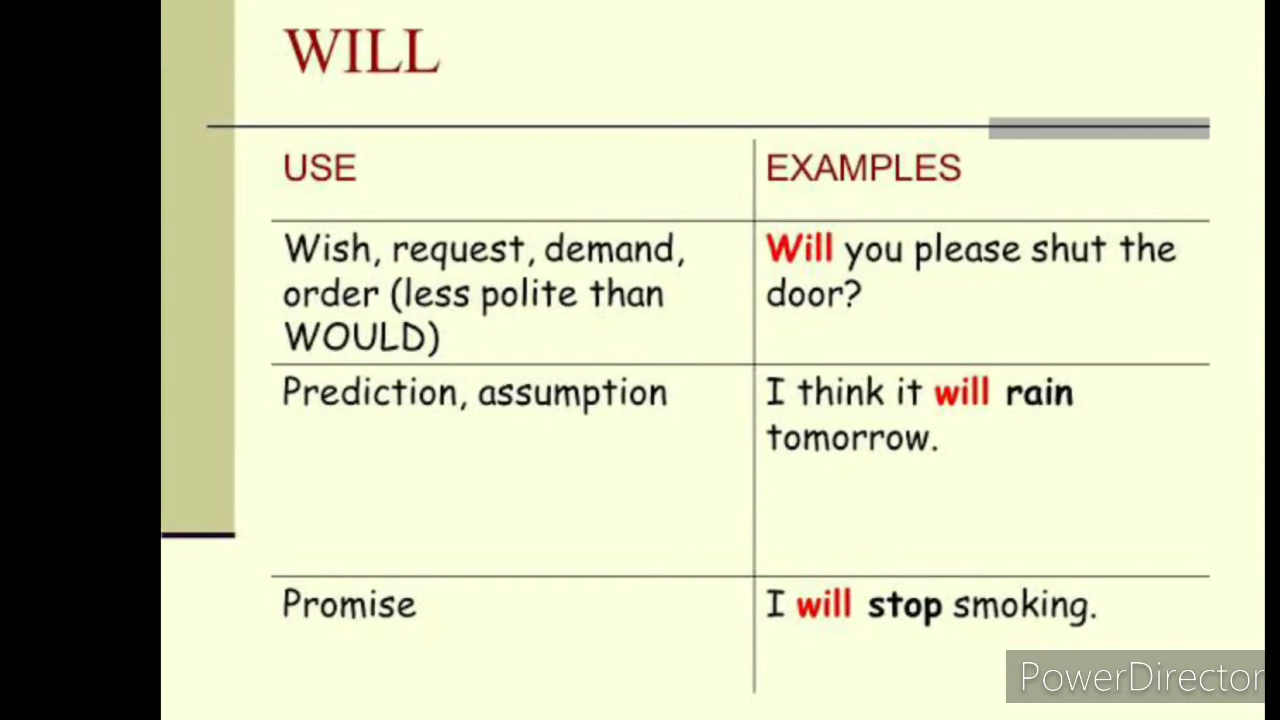 WILL
USE
EXAMPLES
Wish, request, demand,
order (less polite than
WOULD)
Will you please shut the
door?
Prediction, assumption
I think it will rain
tomorrow.
Promise
I will stop smoking.
PowerDirector